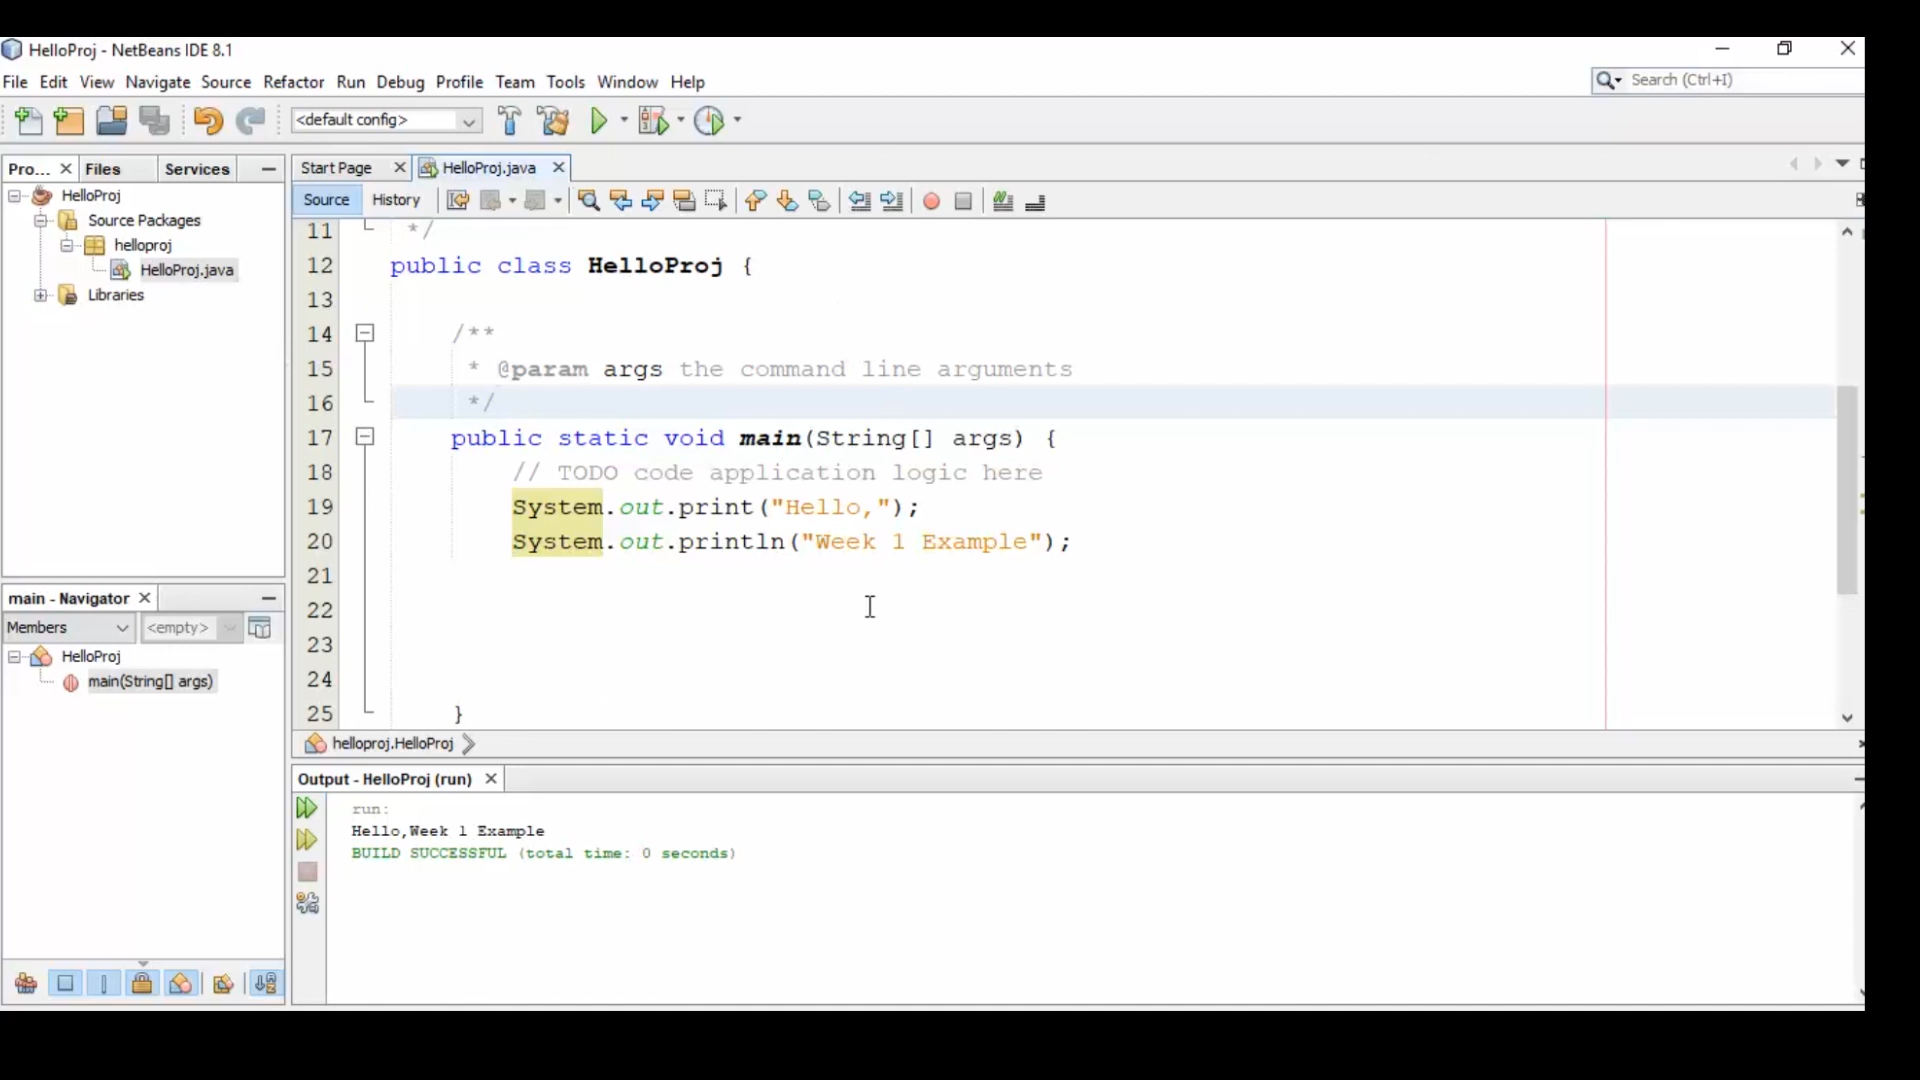 HelloProj - NetBeans IDE 8.1
File Edit View Navigate Source Refactor Run Debug Profile Team Tools Window Help
Search (Ctrl+I)
<default config>
Pro... Files Services
Start Page HelloProj.java
Source History
HelloProj
Source Packages
helloproj
HelloProj.java
Libraries
11 */
12 public class HelloProj {
13
14 /**
15 * @param args the command line arguments
16 */
17 public static void main(String[] args) {
18 // TODO code application logic here
19 System.out.print("Hello,");
20 System.out.println("Week 1 Example");
21
22
23
24
25 }
helloproj.HelloProj
main - Navigator
Members <empty>
HelloProj
main(String[] args)
Output - HelloProj (run)
run:
Hello,Week 1 Example
BUILD SUCCESSFUL (total time: 0 seconds)